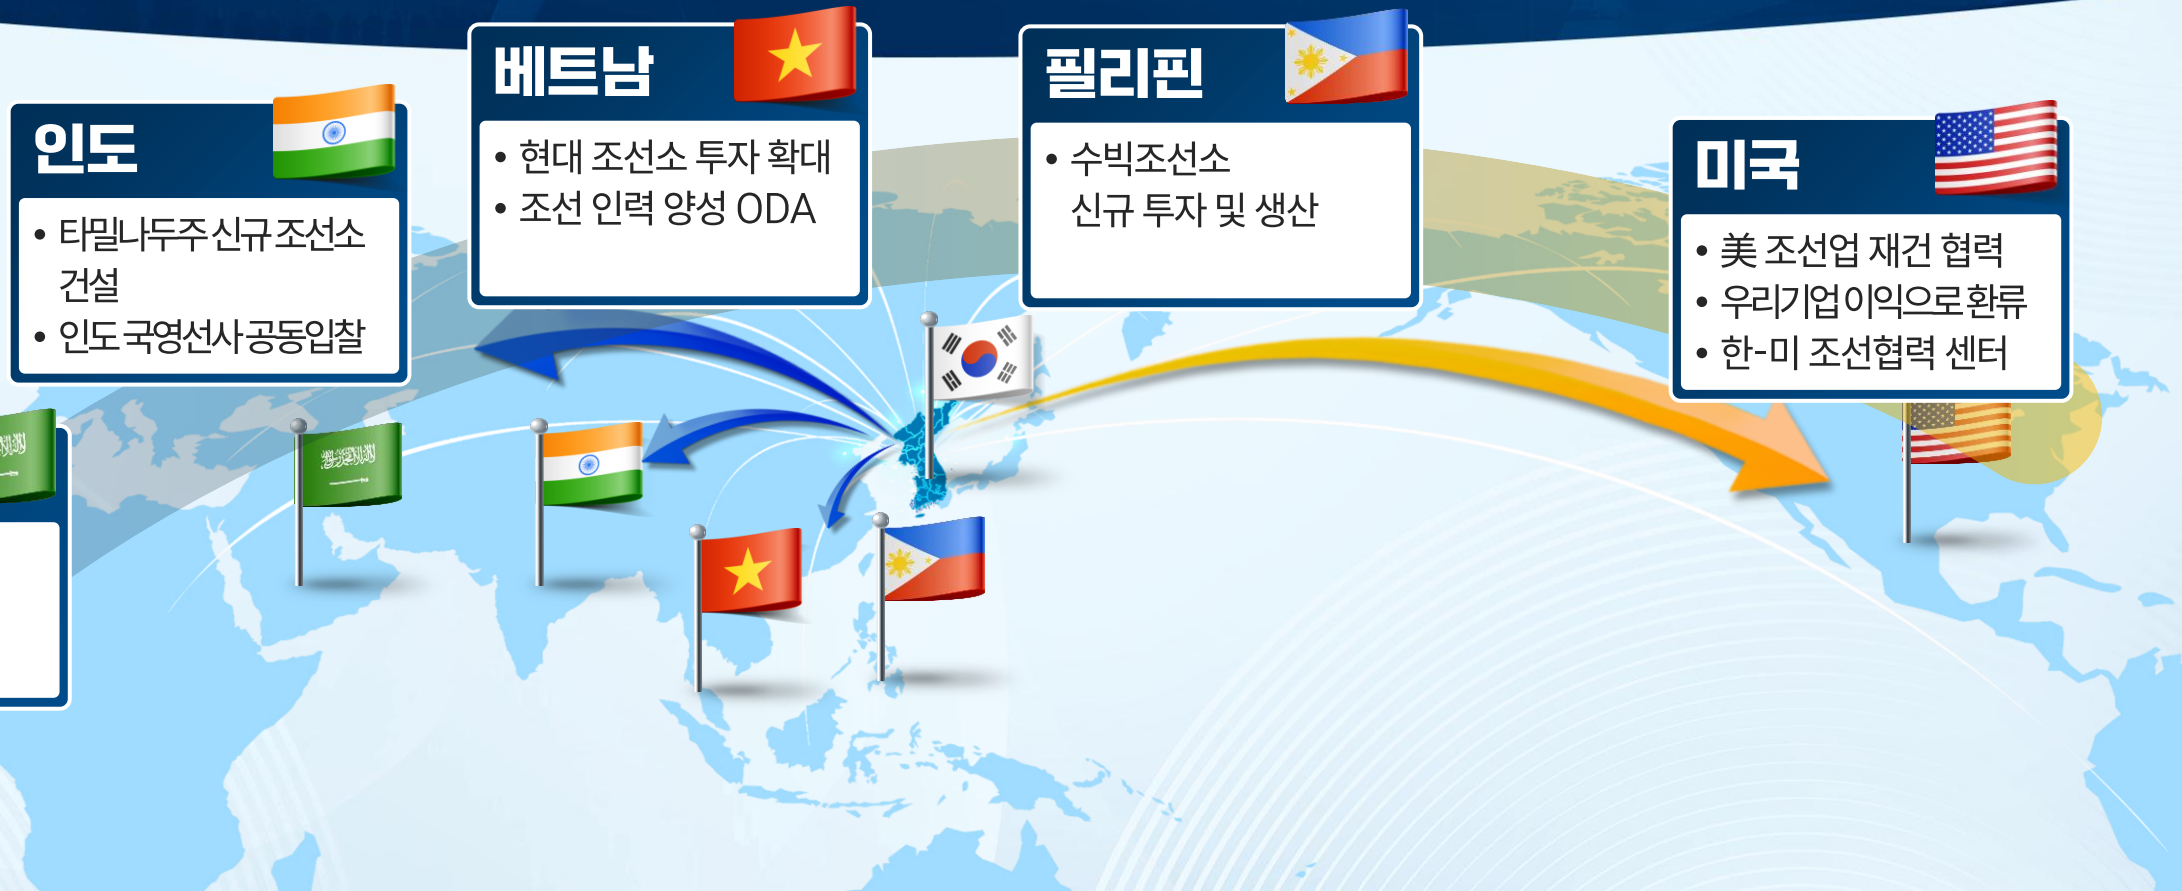 인도
• 타밀나두주 신규 조선소
건설
• 인도 국영선사 공동입찰
베트남
• 현대 조선소 투자 확대
• 조선 인력 양성 ODA
필리핀
• 수빅조선소
신규 투자 및 생산
미국
• 美 조선업 재건 협력
• 우리기업 이익으로 환류
• 한-미 조선협력 센터